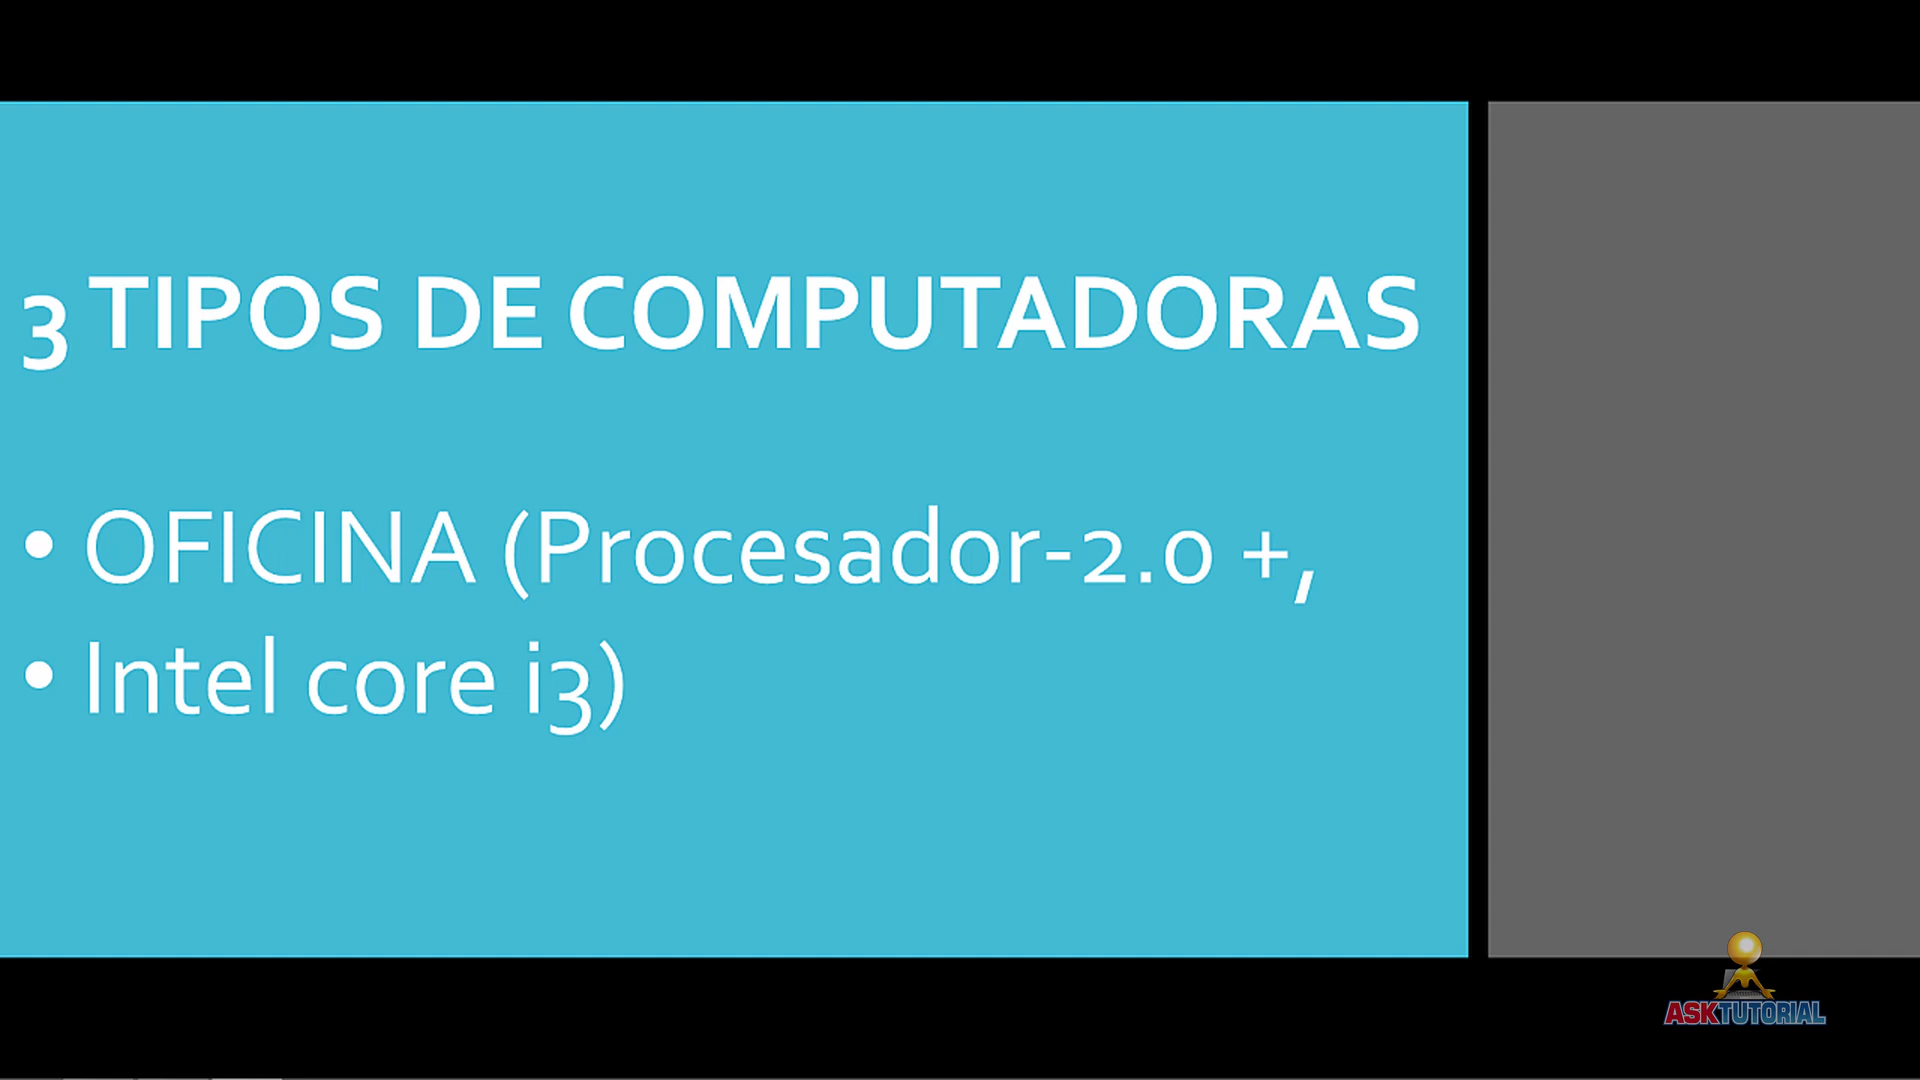 3 TIPOS DE COMPUTADORAS
• OFICINA (Procesador-2.0 +,
• Intel core i3)
ASKTUTORIAL